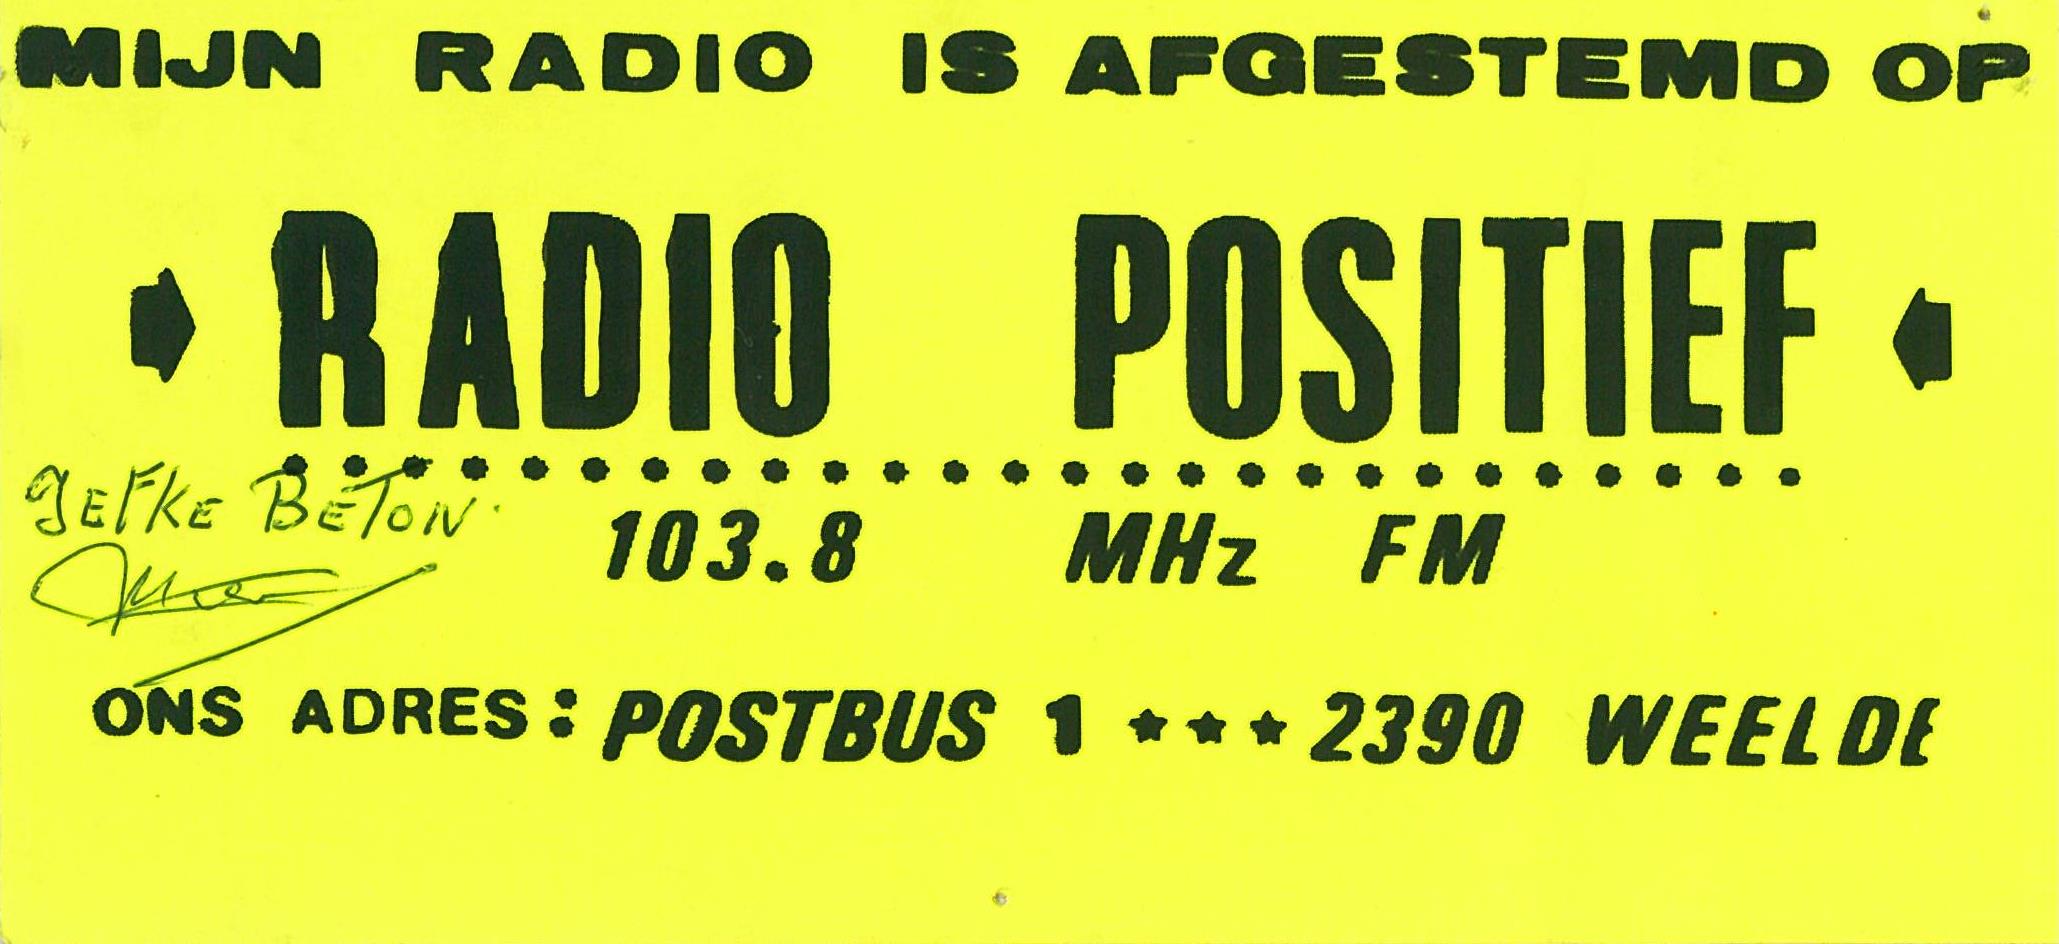 MIJN RADIO IS AFGESTEMD OP
RADIO POSITIEF
JEFKE BETON.
103.8 MHz FM
ONS ADRES: POSTBUS 1 *** 2390 WEELDE